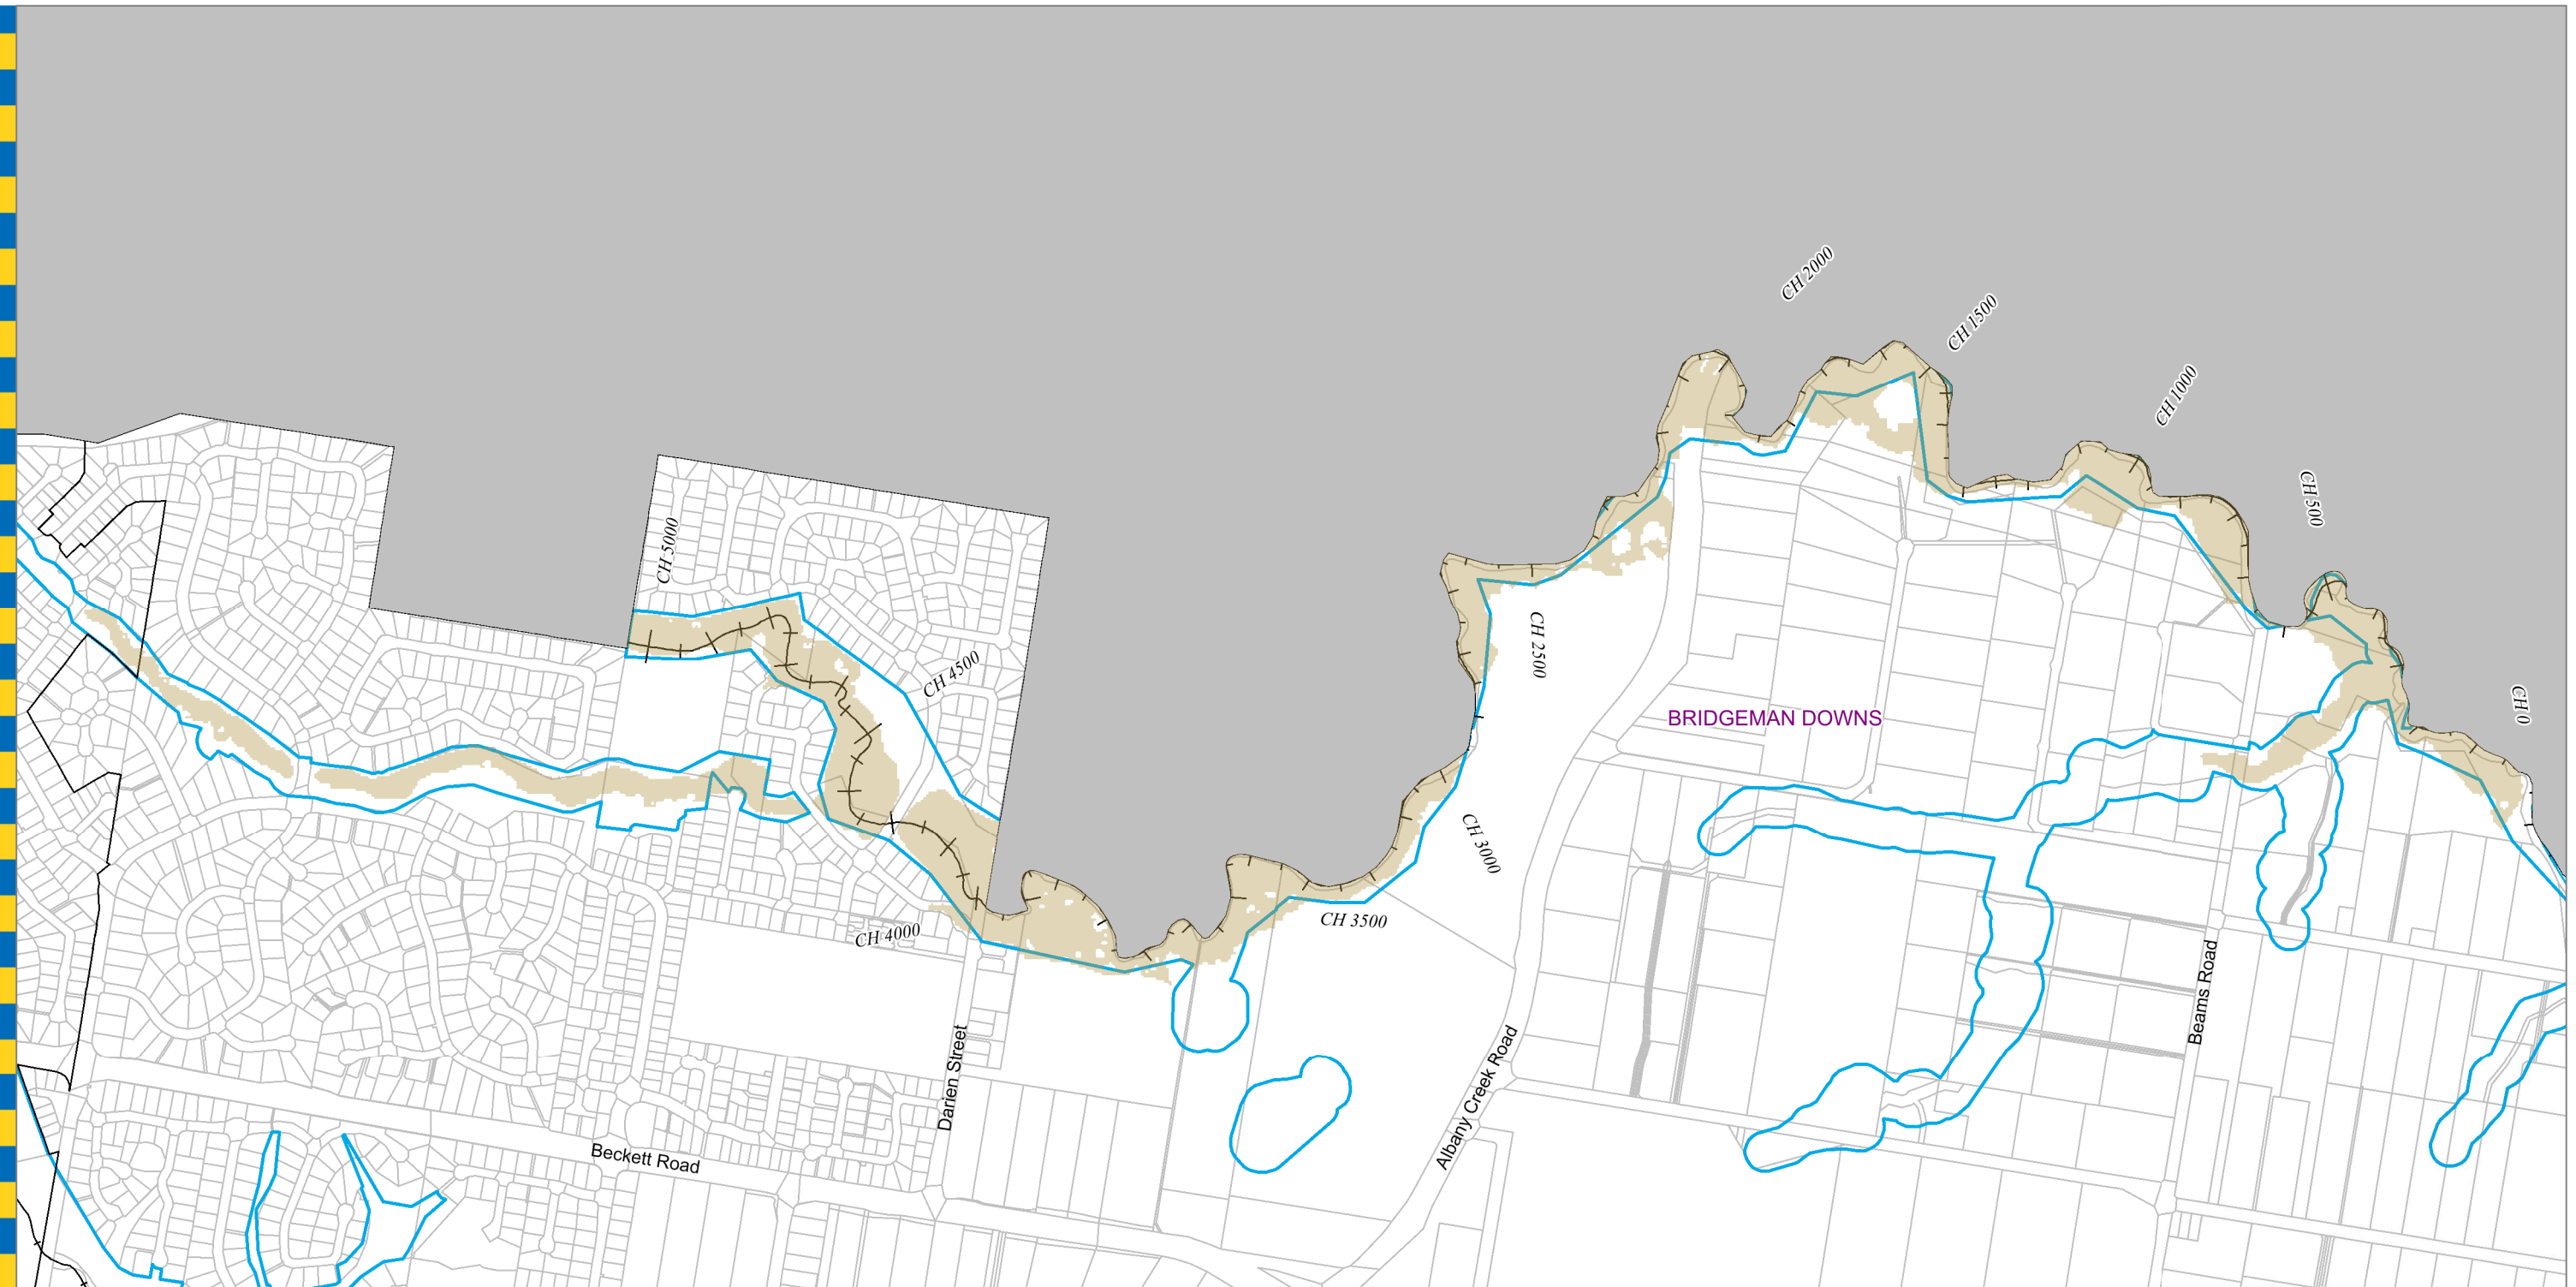 CH 2000
CH 1500
CH 1000
CH 500
CH 5000
CH 4500
CH 2500
CH 0
BRIDGEMAN DOWNS
CH 3000
CH 3500
CH 4000
Beams Road
Darien Street
Albany Creek Road
Beckett Road